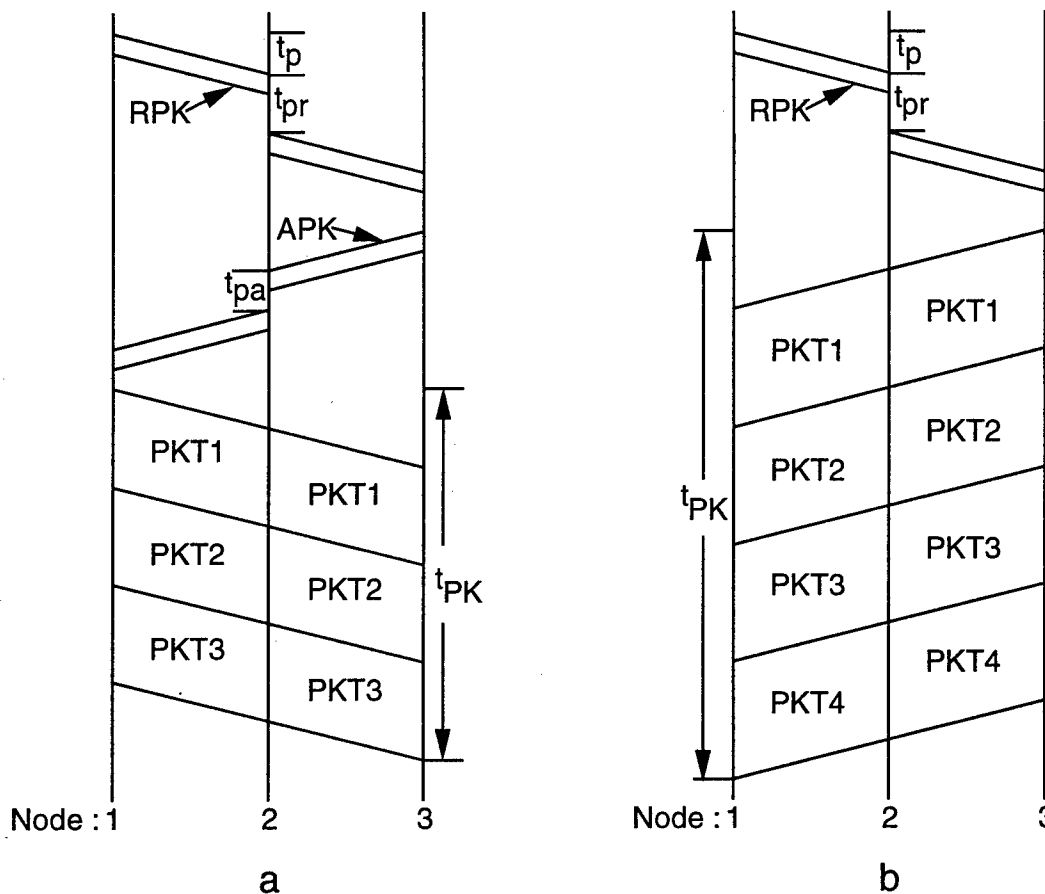 tp
RPK
tpr
APK
tpa
PKT1
PKT1
PKT2
PKT2
tPK
PKT3
PKT3
Node : 1 2 3
a
tp
RPK
tpr
PKT1
PKT1
PKT2
PKT2
tPK
PKT3
PKT3
PKT4
PKT4
Node : 1 2 3
b